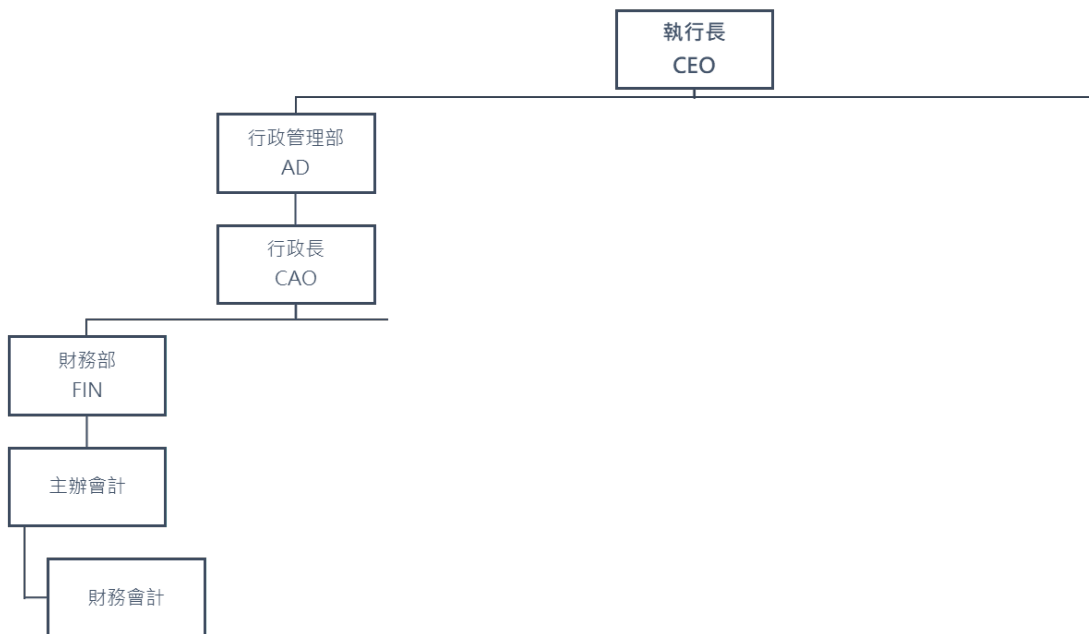 執行長
CEO
行政管理部
AD
行政長
CAO
財務部
FIN
主辦會計
財務會計